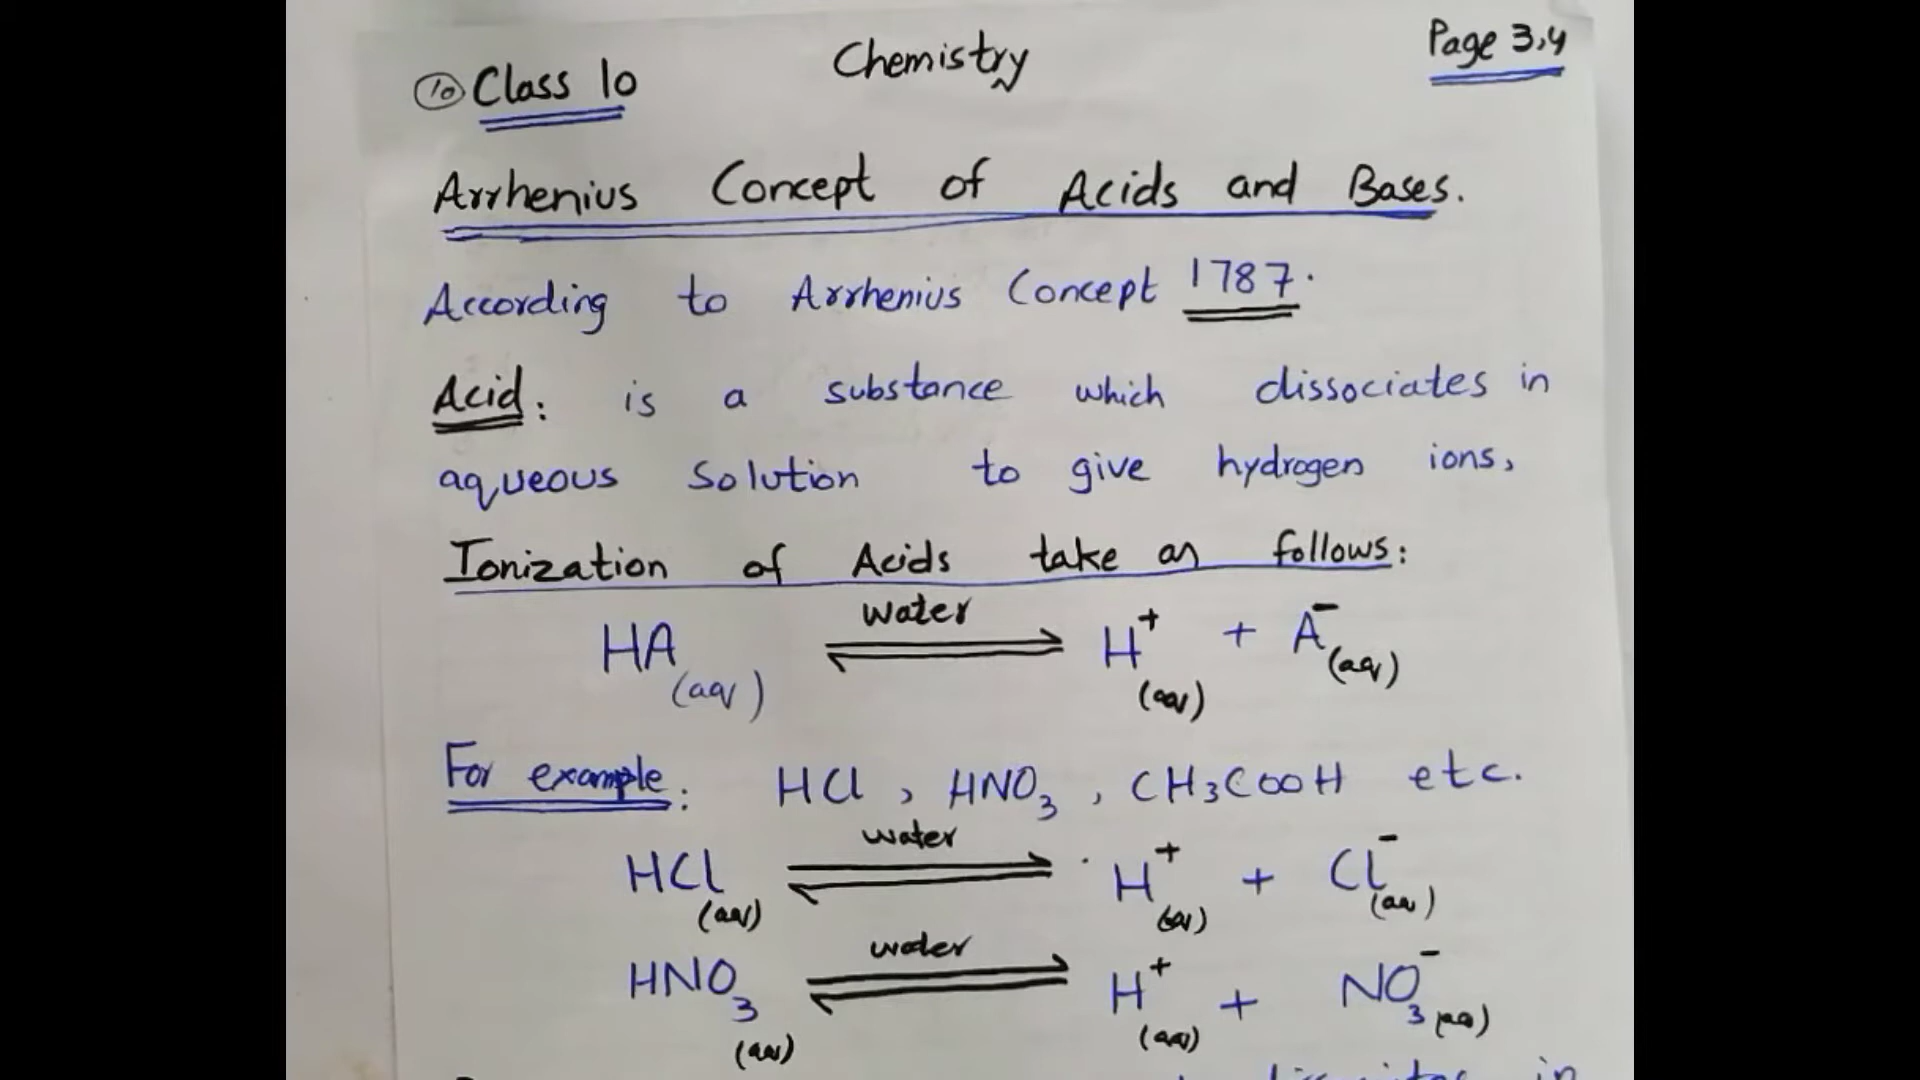 10 Class 10 Chemistry Page 3,4
Arrhenius Concept of Acids and Bases.
According to Arrhenius Concept 1787.
Acid: is a substance which dissociates in
aqueous Solution to give hydrogen ions,
Ionization of Acids take as follows:
water
HA(aq) ⇌ H⁺(aq) + A⁻(aq)
For example: HCl, HNO₃, CH₃COOH etc.
water
HCl(aq) ⇌ H⁺(aq) + Cl⁻(aq)
water
HNO₃(aq) ⇌ H⁺(aq) + NO₃⁻(aq)
in